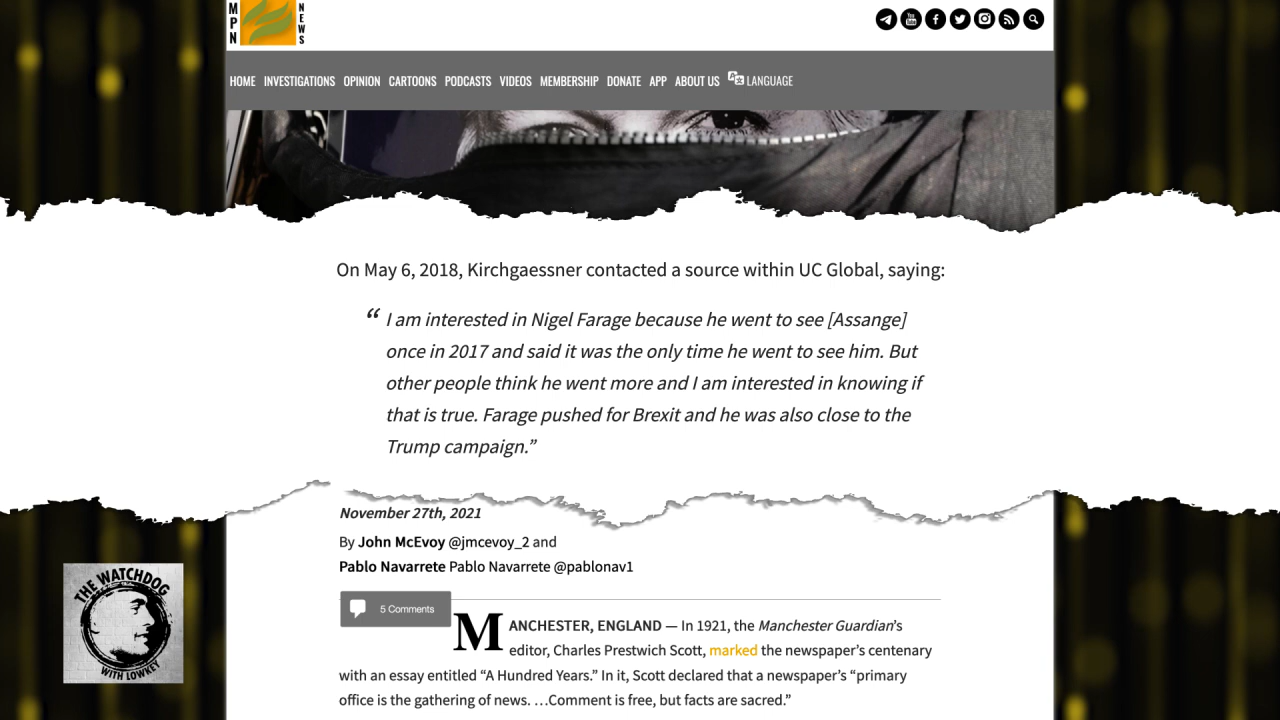 MPN
NEWS
HOME INVESTIGATIONS OPINION CARTOONS PODCASTS VIDEOS MEMBERSHIP DONATE APP ABOUT US LANGUAGE
On May 6, 2018, Kirchgaessner contacted a source within UC Global, saying:
“ I am interested in Nigel Farage because he went to see [Assange]
once in 2017 and said it was the only time he went to see him. But
other people think he went more and I am interested in knowing if
that is true. Farage pushed for Brexit and he was also close to the
Trump campaign.”
November 27th, 2021
By John McEvoy @jmcevoy_2 and
Pablo Navarrete Pablo Navarrete @pablonav1
5 Comments
MANCHESTER, ENGLAND — In 1921, the Manchester Guardian’s
editor, Charles Prestwich Scott, marked the newspaper’s centenary
with an essay entitled “A Hundred Years.” In it, Scott declared that a newspaper’s “primary
office is the gathering of news. …Comment is free, but facts are sacred.”
THE WATCHDOG
WITH LOWKEY